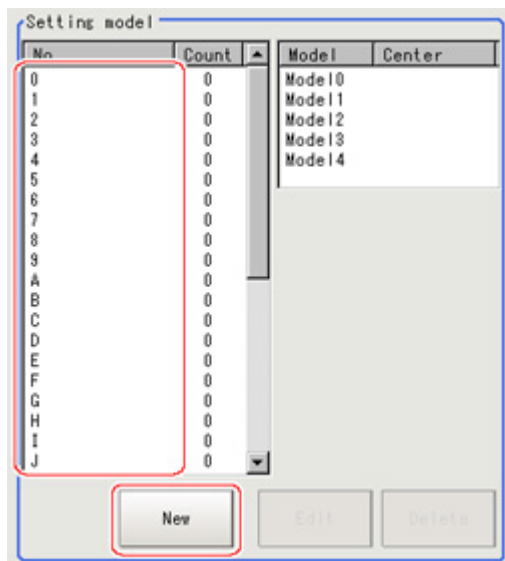 Setting model
No. Count Model Center
0 0 Model0
1 0 Model1
2 0 Model2
3 0 Model3
4 0 Model4
5 0
6 0
7 0
8 0
9 0
A 0
B 0
C 0
D 0
E 0
F 0
G 0
H 0
I 0
J 0
New Edit Delete